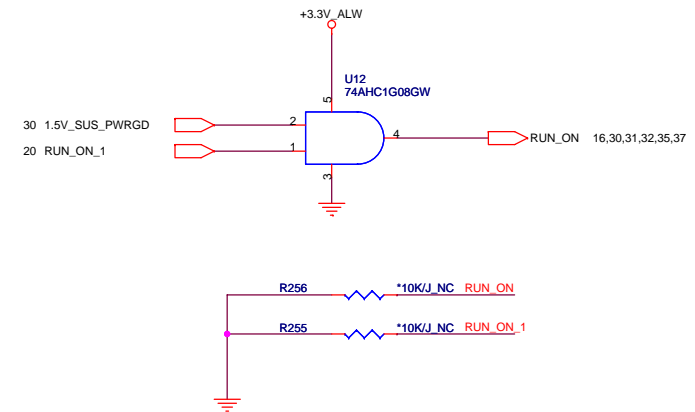 +3.3V_ALW
U12
74AHC1G08GW
5
30 1.5V_SUS_PWRGD
2
4
RUN_ON 16,30,31,32,35,37
20 RUN_ON_1
1
3
R256 *10K/J_NC RUN_ON
R255 *10K/J_NC RUN_ON_1